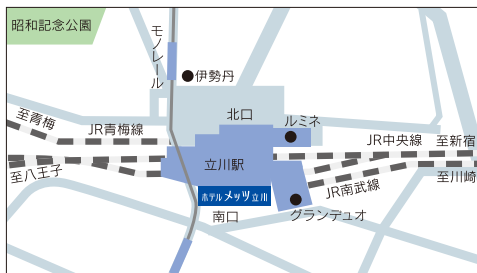 昭和記念公園
モノレール
伊勢丹
北口
ルミネ
至青梅
JR青梅線
JR中央線
至新宿
立川駅
至八王子
至川崎
JR南武線
ホテルメッツ立川
南口
グランデュオ